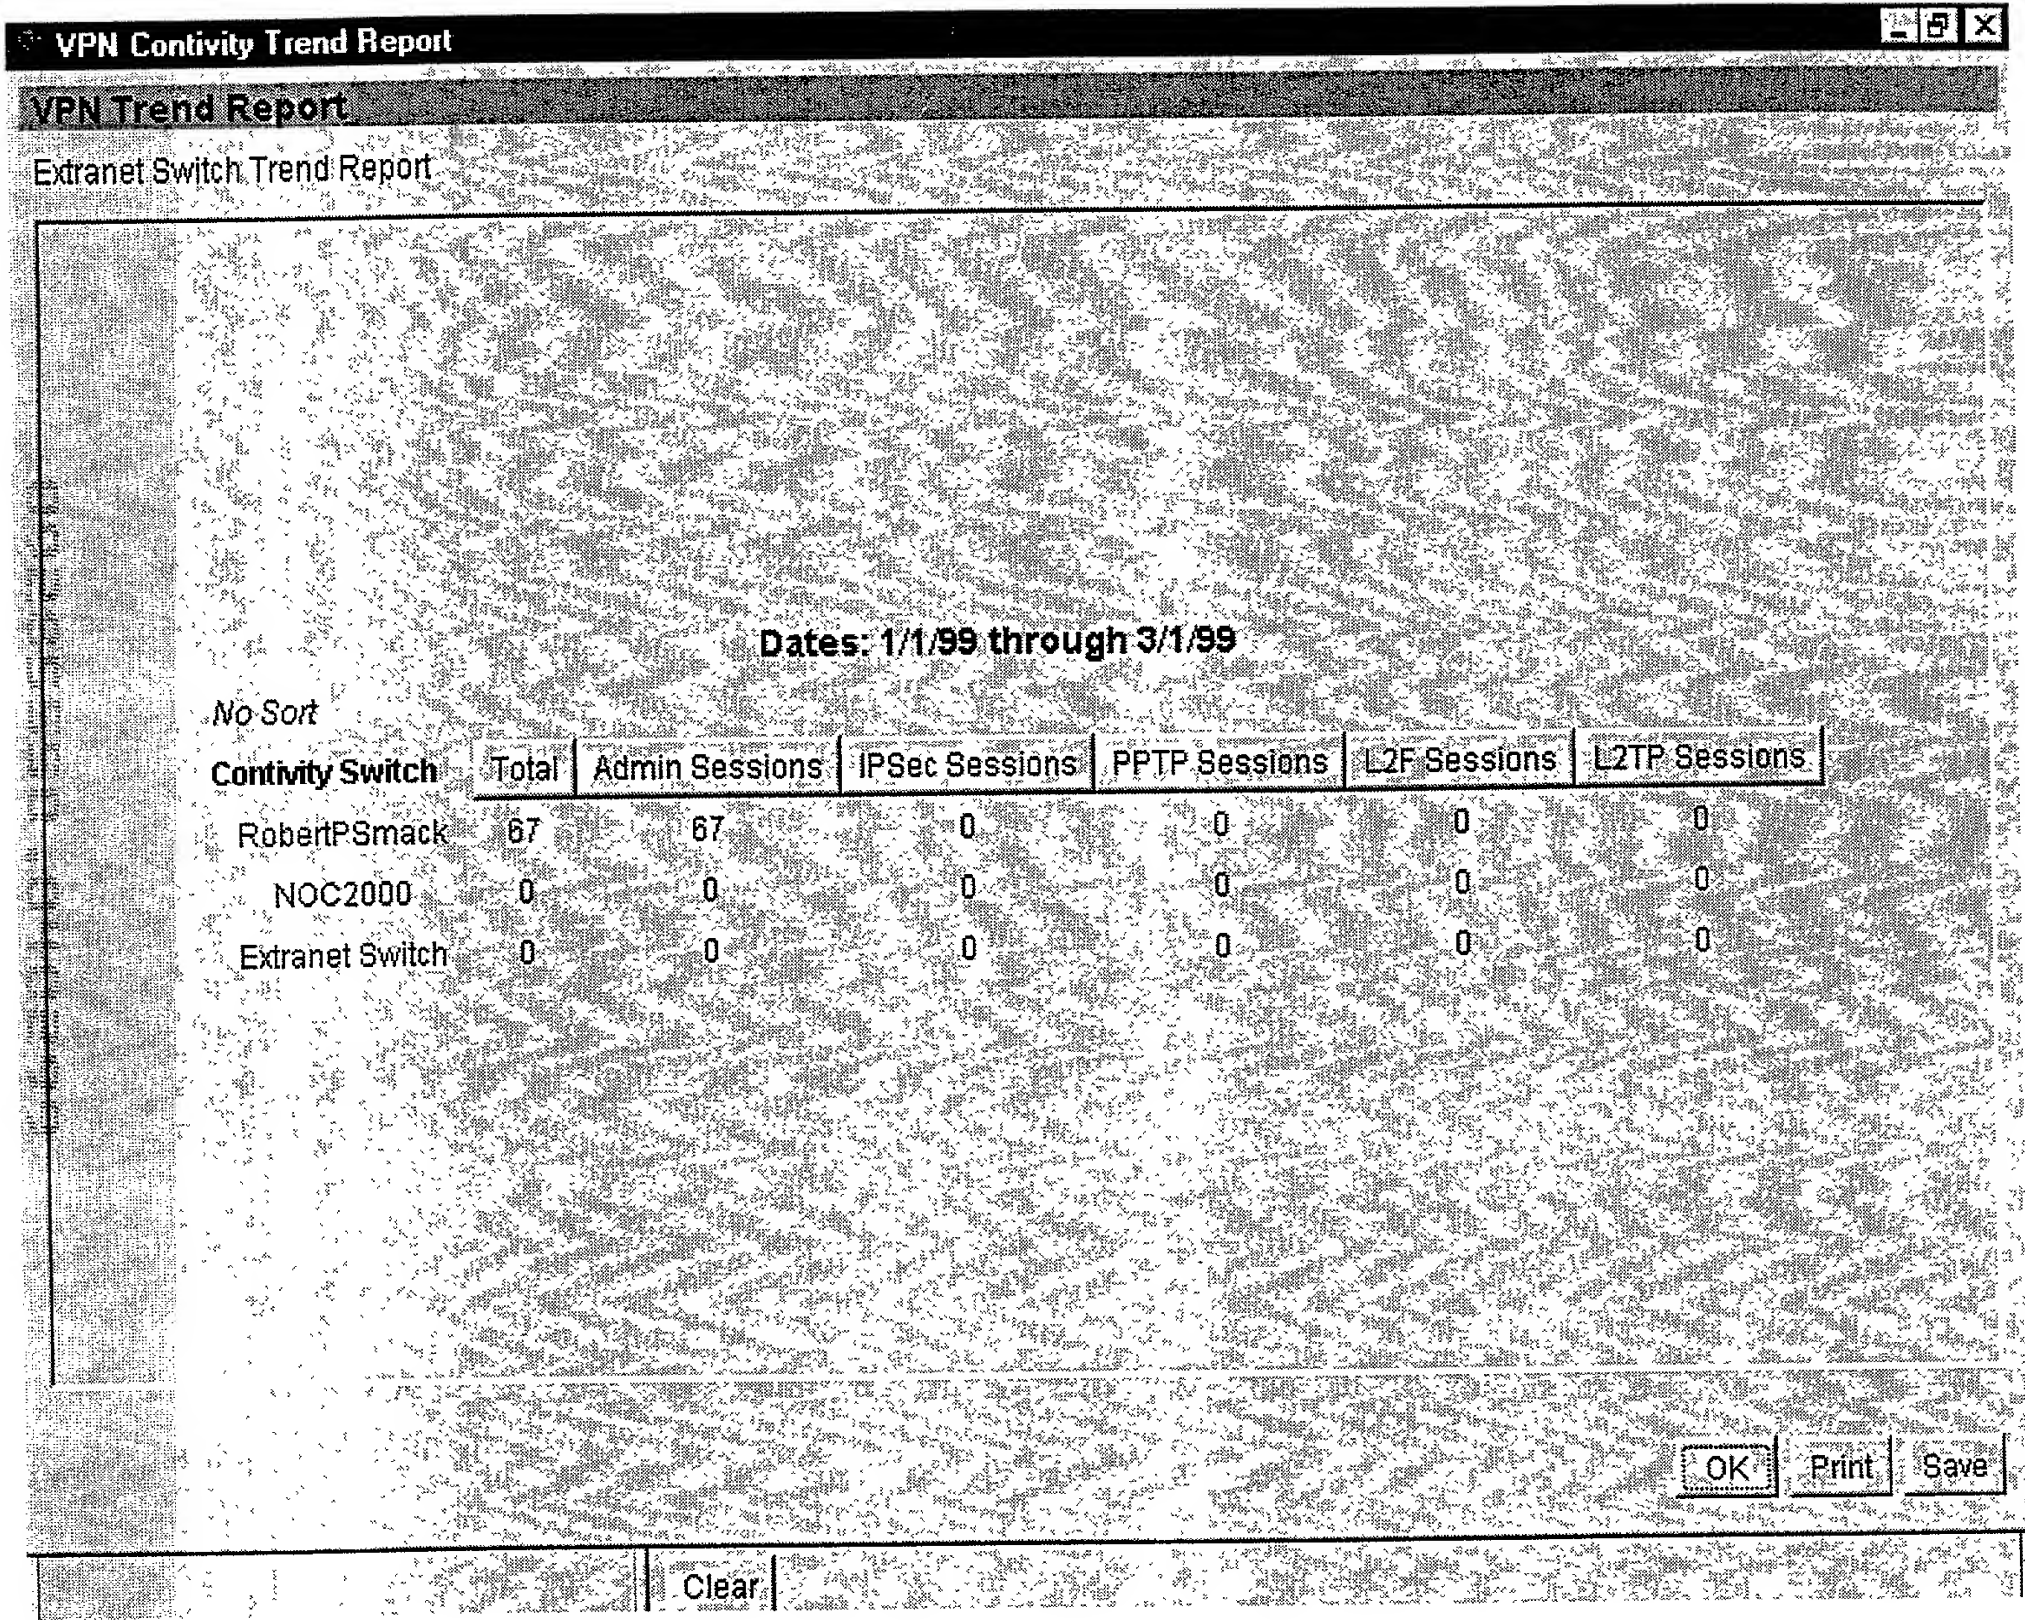 VPN Contivity Trend Report
VPN Trend Report
Extranet Switch Trend Report
Dates: 1/1/99 through 3/1/99
No Sort
Contivity Switch Total Admin Sessions IPSec Sessions PPTP Sessions L2F Sessions L2TP Sessions
RobertPSmack 67 67 0 0 0 0
NOC2000 0 0 0 0 0 0
Extranet Switch 0 0 0 0 0 0
OK Print Save
Clear